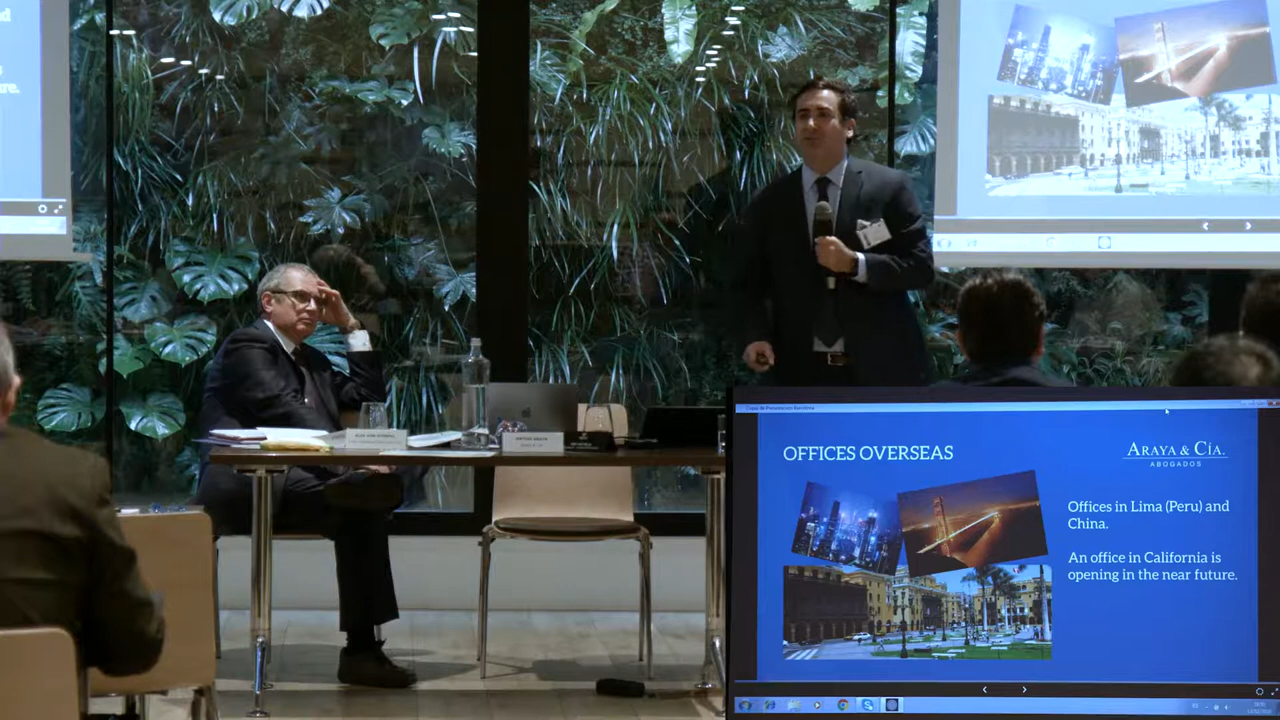 OFFICES OVERSEAS
ARAYA & CÍA.
ABOGADOS
Offices in Lima (Peru) and
China.
An office in California is
opening in the near future.